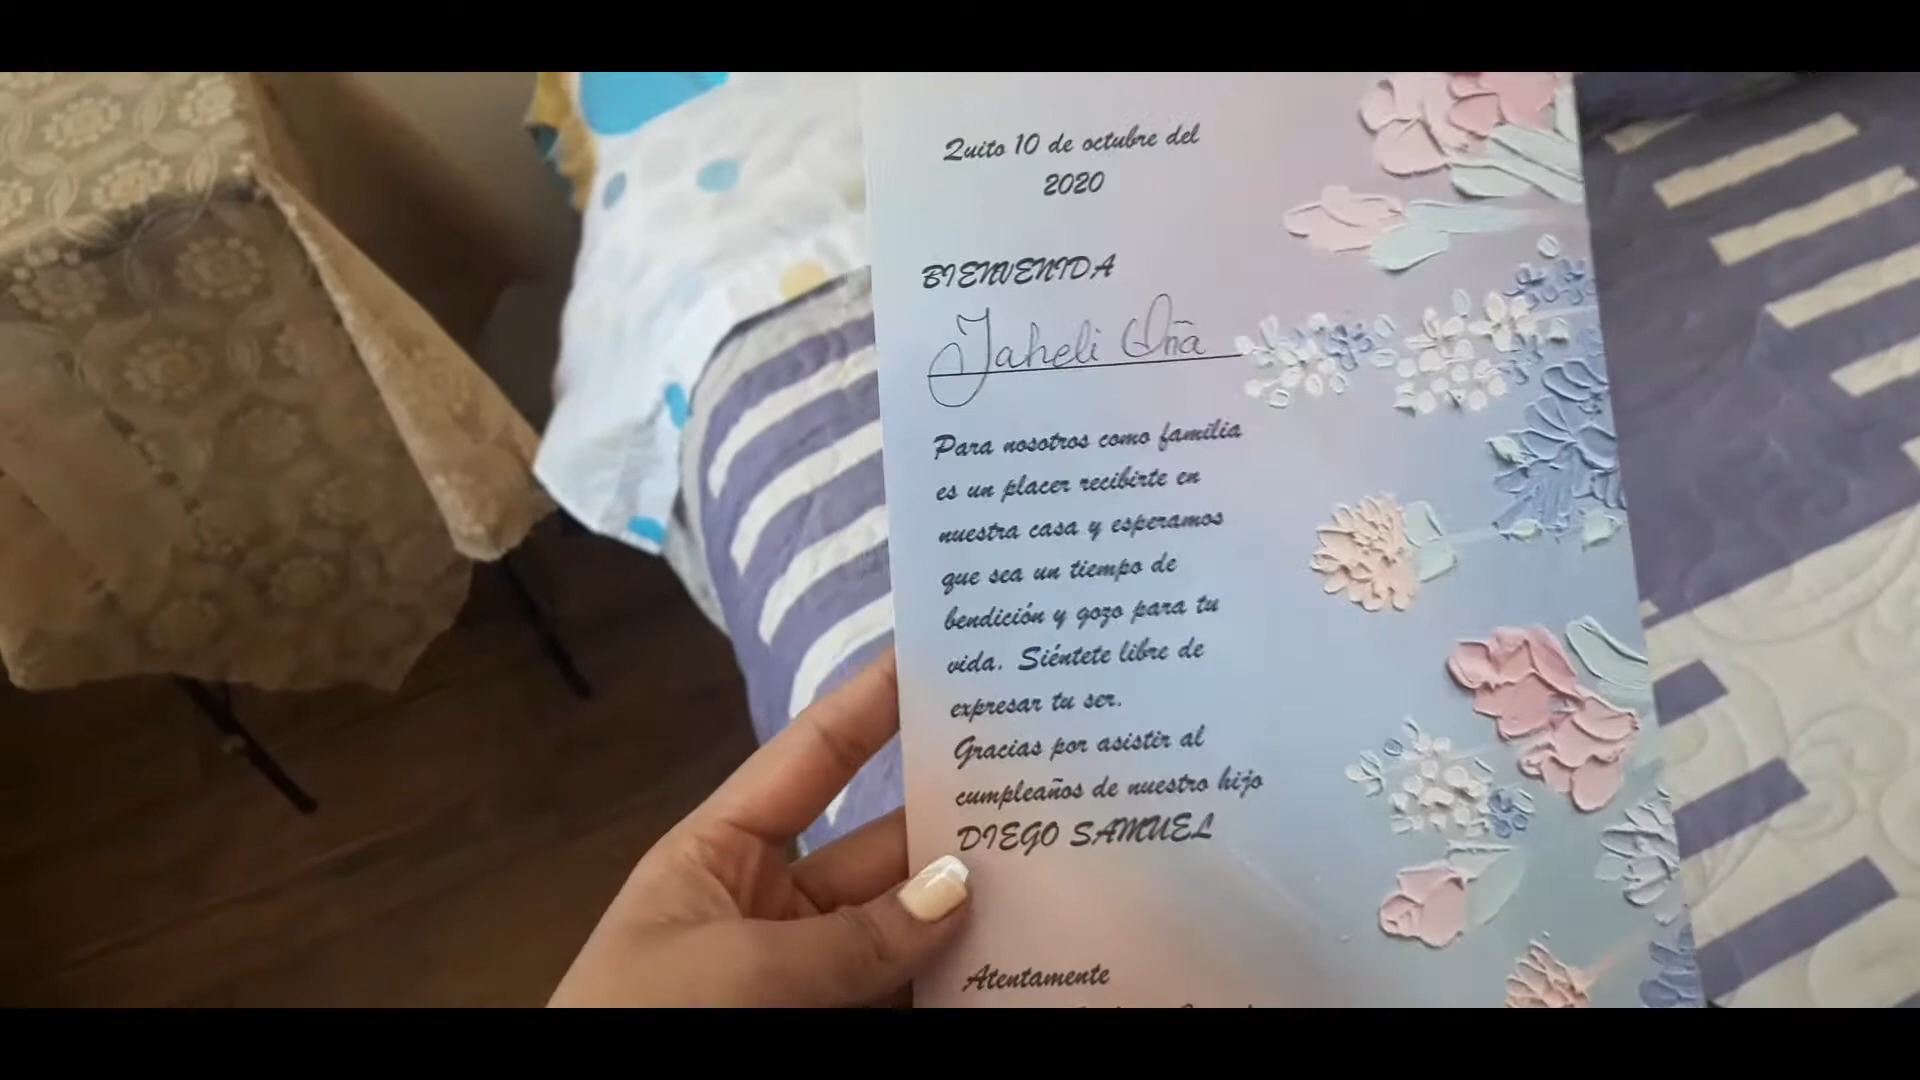 Quito 10 de octubre del
2020
BIENVENIDA
Jaheli Oña
Para nosotros como familia
es un placer recibirte en
nuestra casa y esperamos
que sea un tiempo de
bendición y gozo para tu
vida. Siéntete libre de
expresar tu ser.
Gracias por asistir al
cumpleaños de nuestro hijo
DIEGO SAMUEL
Atentamente